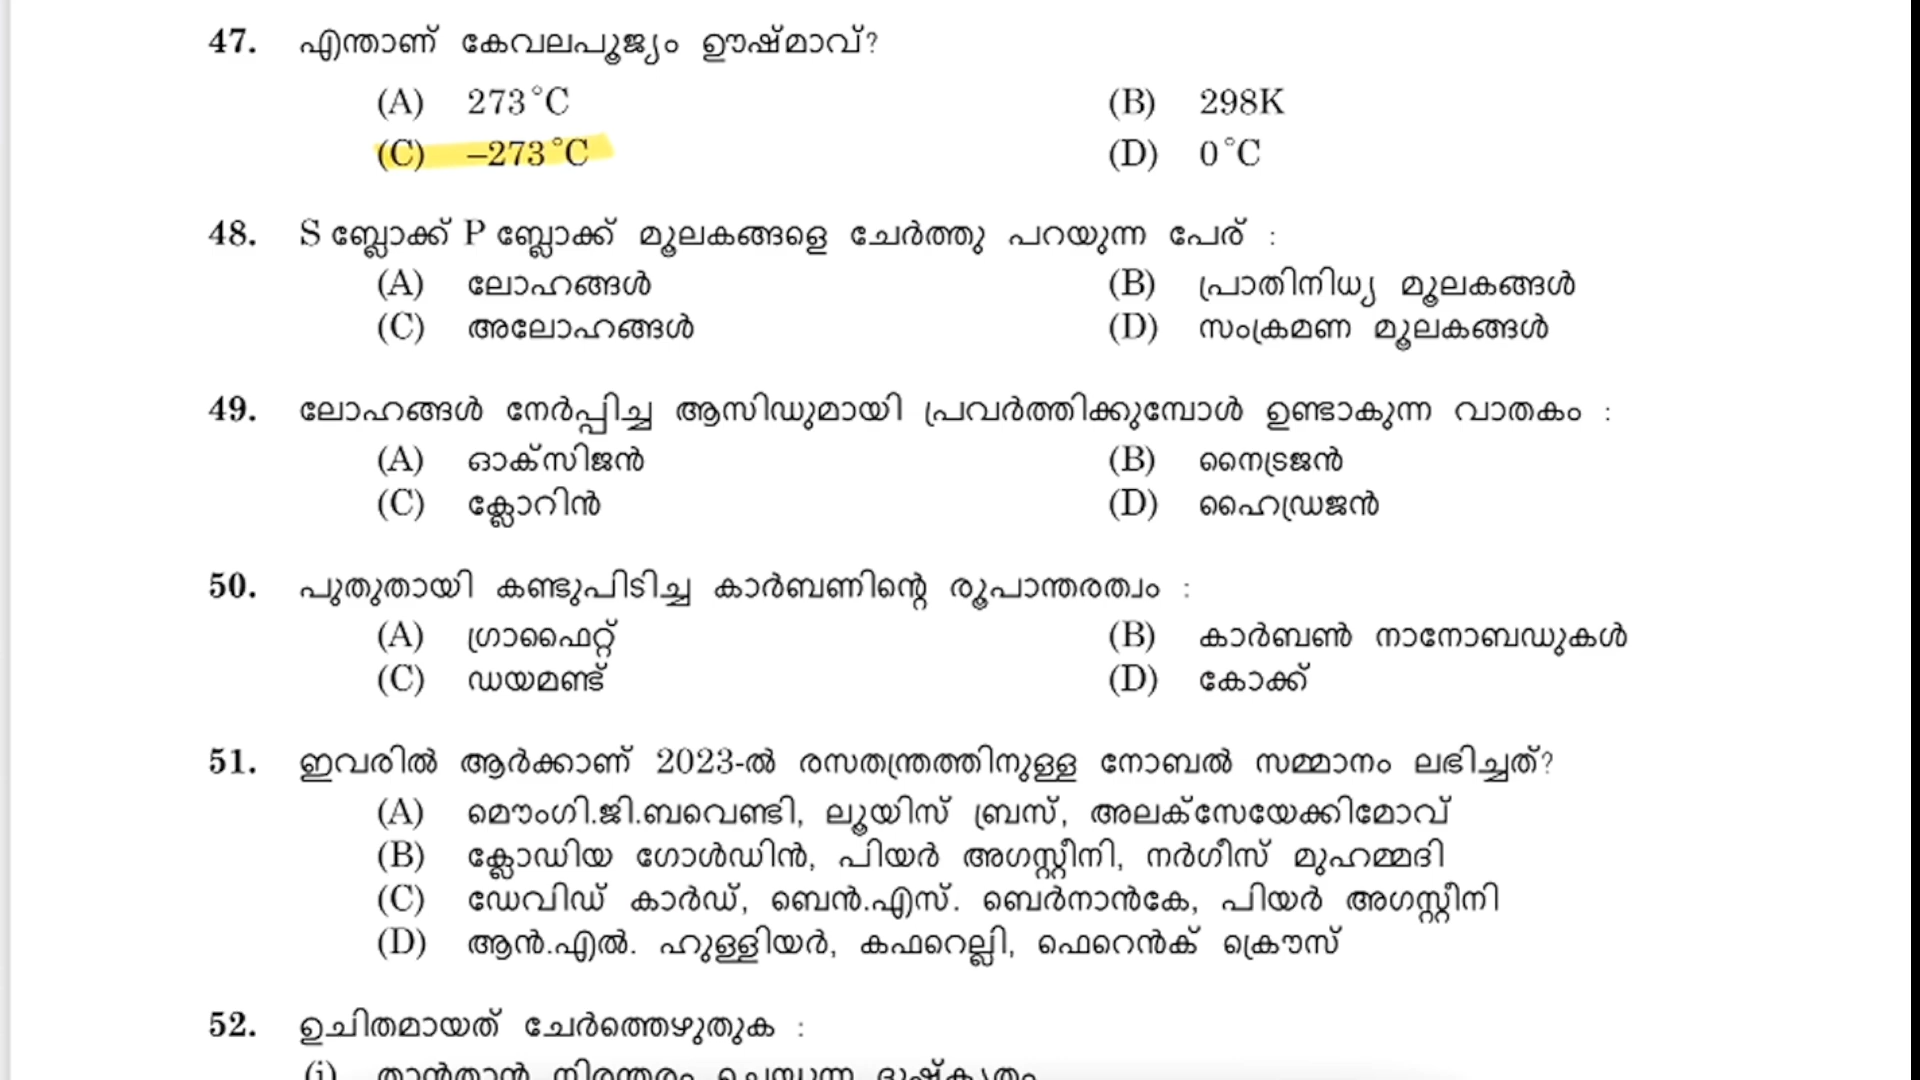 47. എന്താണ് കേവലപൂജ്യം ഊഷ്മാവ്?
(A) 273°C (B) 298K
(C) –273°C (D) 0°C
48. S ബ്ലോക്ക് P ബ്ലോക്ക് മൂലകങ്ങളെ ചേർത്തു പറയുന്ന പേര് :
(A) ലോഹങ്ങൾ (B) പ്രാതിനിധ്യ മൂലകങ്ങൾ
(C) അലോഹങ്ങൾ (D) സംക്രമണ മൂലകങ്ങൾ
49. ലോഹങ്ങൾ നേർപ്പിച്ച ആസിഡുമായി പ്രവർത്തിക്കുമ്പോൾ ഉണ്ടാകുന്ന വാതകം :
(A) ഓക്സിജൻ (B) നൈട്രജൻ
(C) ക്ലോറിൻ (D) ഹൈഡ്രജൻ
50. പുതുതായി കണ്ടുപിടിച്ച കാർബണിന്റെ രൂപാന്തരത്വം :
(A) ഗ്രാഫൈറ്റ് (B) കാർബൺ നാനോബഡുകൾ
(C) ഡയമണ്ട് (D) കോക്ക്
51. ഇവരിൽ ആർക്കാണ് 2023-ൽ രസതന്ത്രത്തിനുള്ള നോബൽ സമ്മാനം ലഭിച്ചത്?
(A) മൌംഗി.ജി.ബവെണ്ടി, ലൂയിസ് ബ്രസ്, അലക്സേയേക്കിമോവ്
(B) ക്ലോഡിയ ഗോൾഡിൻ, പിയർ അഗസ്റ്റീനി, നർഗീസ് മുഹമ്മദി
(C) ഡേവിഡ് കാർഡ്, ബെൻ.എസ്. ബെർനാൻകേ, പിയർ അഗസ്റ്റീനി
(D) ആൻ.എൽ. ഹുള്ളിയർ, കഫറെല്ലി, ഫെറെൻക് ക്രൌസ്
52. ഉചിതമായത് ചേർത്തെഴുതുക :
(i) താൻതാൻ നിരന്തരം ചെയ്യുന്ന ദുഷ്കൃതം